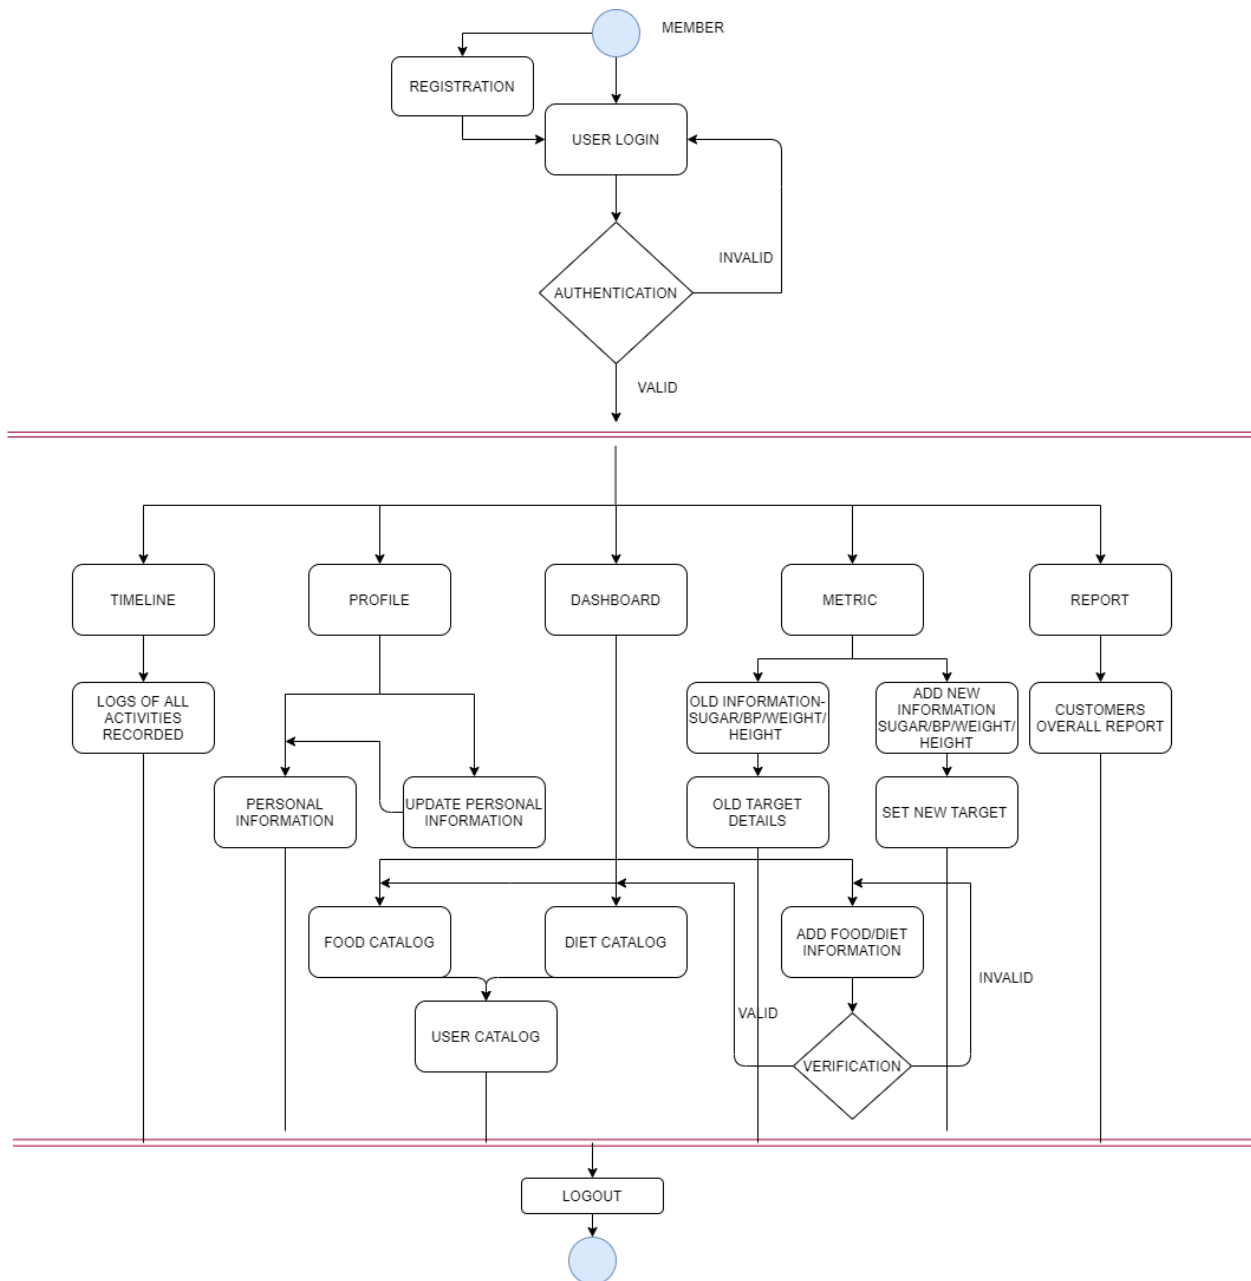 MEMBER
REGISTRATION
USER LOGIN
INVALID
AUTHENTICATION
VALID
TIMELINE
PROFILE
DASHBOARD
METRIC
REPORT
LOGS OF ALL
ACTIVITIES
RECORDED
OLD INFORMATION-
SUGAR/BP/WEIGHT/
HEIGHT
ADD NEW
INFORMATION
SUGAR/BP/WEIGHT/
HEIGHT
CUSTOMERS
OVERALL REPORT
PERSONAL
INFORMATION
UPDATE PERSONAL
INFORMATION
OLD TARGET
DETAILS
SET NEW TARGET
FOOD CATALOG
DIET CATALOG
ADD FOOD/DIET
INFORMATION
INVALID
VALID
USER CATALOG
VERIFICATION
LOGOUT